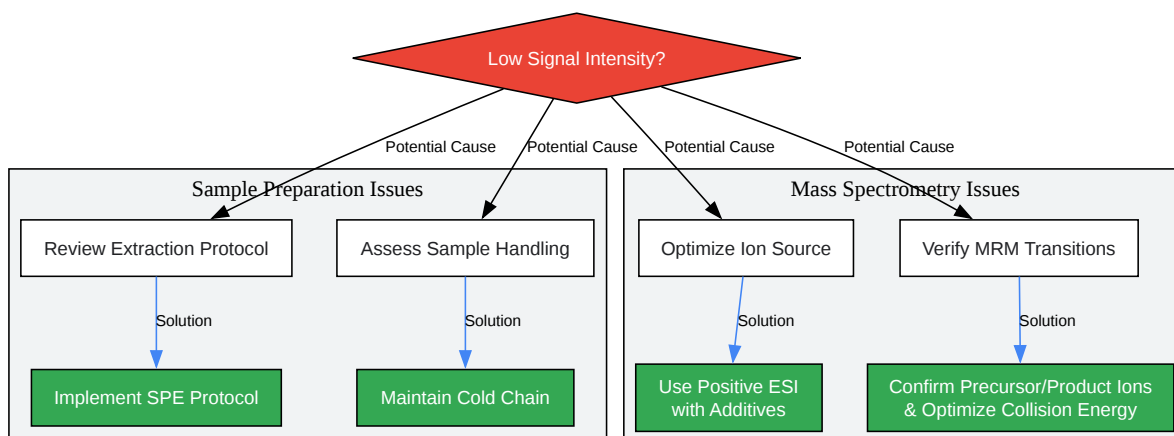 Low Signal Intensity?
Potential Cause
Potential Cause
Potential Cause
Potential Cause
Sample Preparation Issues
Mass Spectrometry Issues
Review Extraction Protocol
Assess Sample Handling
Optimize Ion Source
Verify MRM Transitions
Solution
Solution
Solution
Solution
Implement SPE Protocol
Maintain Cold Chain
Use Positive ESI
with Additives
Confirm Precursor/Product Ions
& Optimize Collision Energy